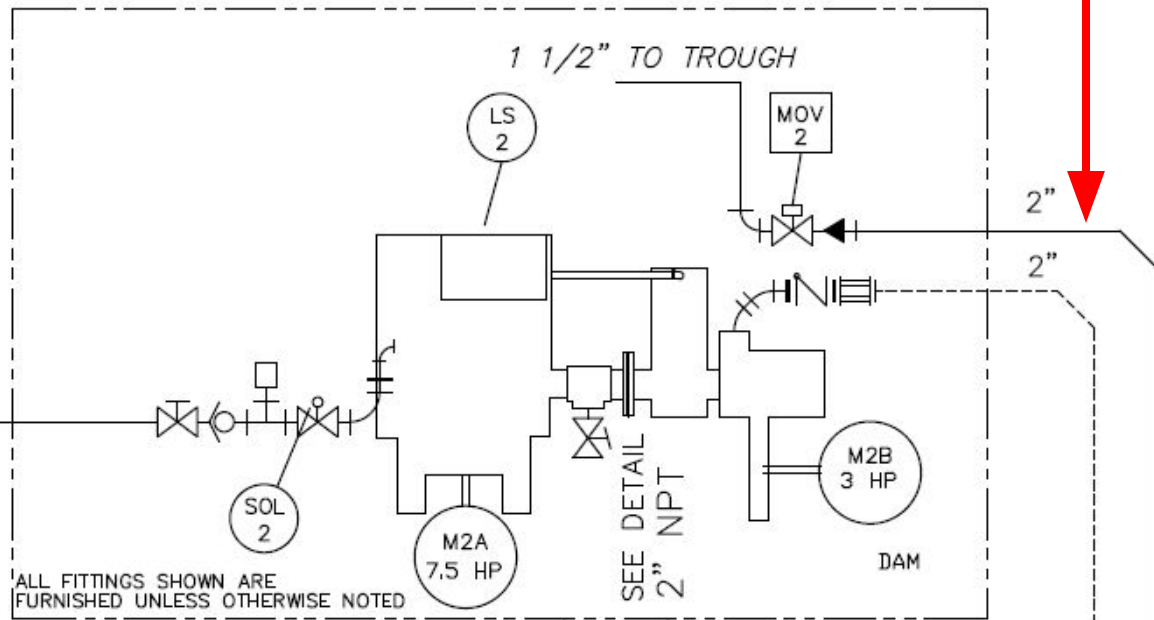 1 1/2” TO TROUGH
LS
2
MOV
2
2”
2”
SOL
2
M2A
7.5 HP
SEE DETAIL
2” NPT
M2B
3 HP
DAM
ALL FITTINGS SHOWN ARE
FURNISHED UNLESS OTHERWISE NOTED